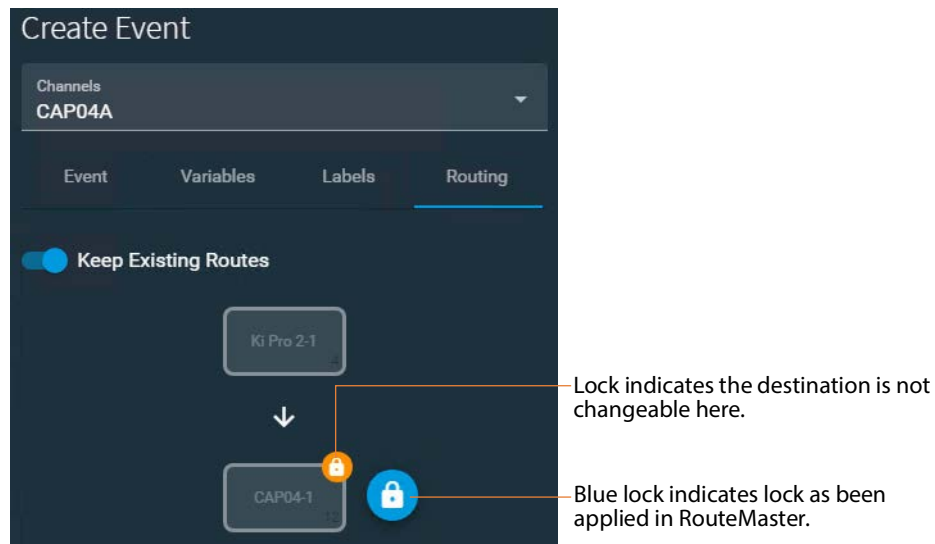 Create Event
Channels
CAP04A
Event Variables Labels Routing
Keep Existing Routes
Ki Pro 2-1
4
Lock indicates the destination is not
changeable here.
CAP04-1
Blue lock indicates lock as been
applied in RouteMaster.